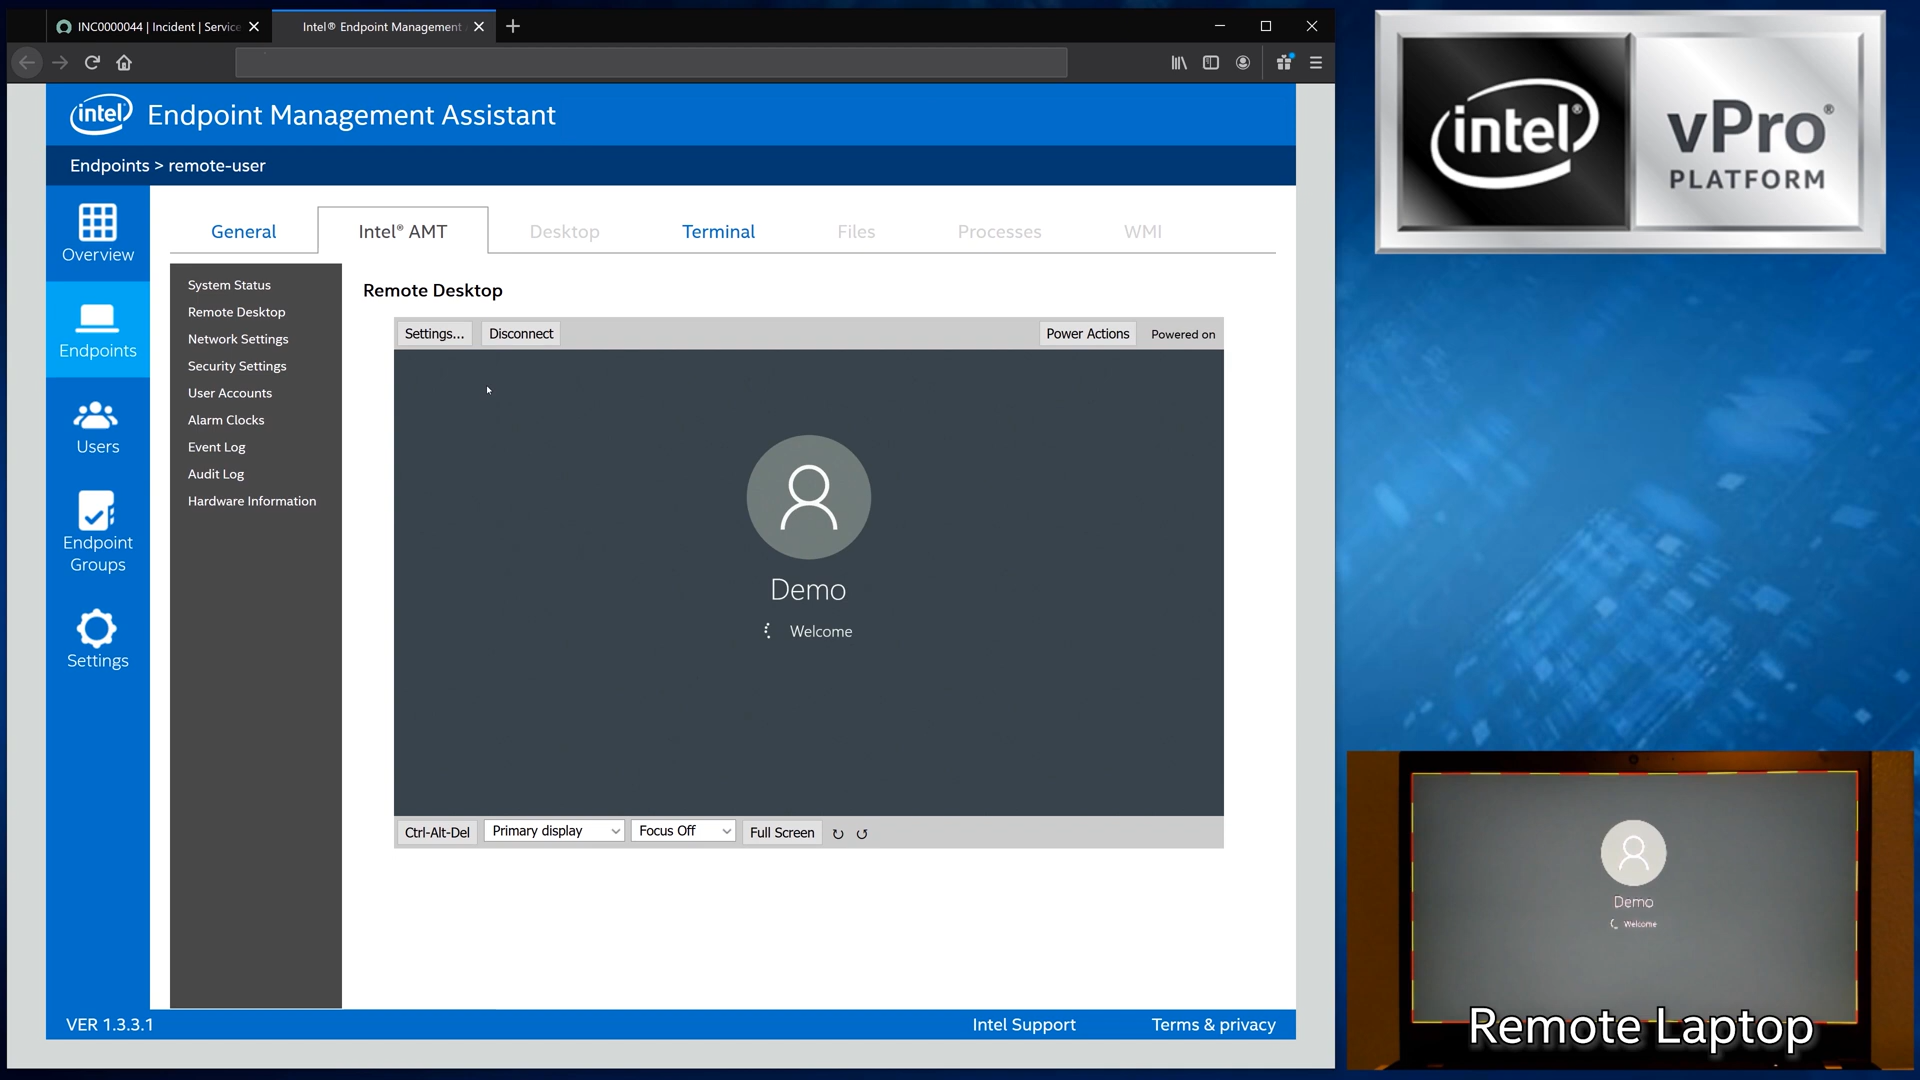 INC0000044 | Incident | Service
Intel® Endpoint Management
intel Endpoint Management Assistant
Endpoints > remote-user
Overview
Endpoints
Users
Endpoint
Groups
Settings
General
Intel® AMT
Desktop
Terminal
Files
Processes
WMI
System Status
Remote Desktop
Network Settings
Security Settings
User Accounts
Alarm Clocks
Event Log
Audit Log
Hardware Information
Remote Desktop
Settings...
Disconnect
Power Actions
Powered on
Demo
Welcome
Ctrl-Alt-Del
Primary display
Focus Off
Full Screen
VER 1.3.3.1
Intel Support
Terms & privacy
intel®
vPro®
PLATFORM
Demo
Welcome
Remote Laptop